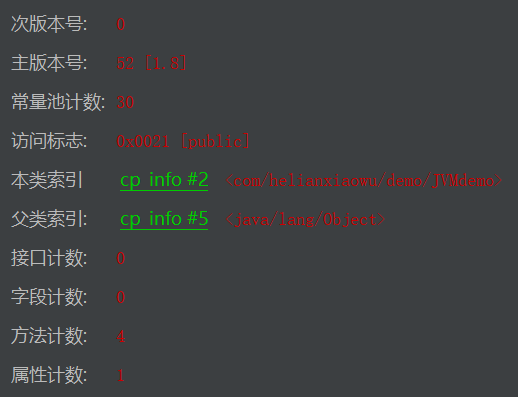 次版本号: 0
主版本号: 52 [1.8]
常量池计数: 30
访问标志: 0x0021 [public]
本类索引 cp_info #2 <com/helianxiaowu/demo/JVMdemo>
父类索引: cp_info #5 <java/lang/Object>
接口计数: 0
字段计数: 0
方法计数: 4
属性计数: 1